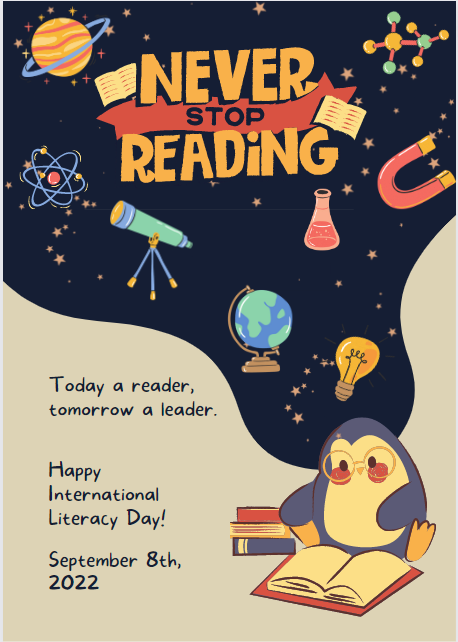 NEVER
STOP
READiNG
Today a reader,
tomorrow a leader.
Happy
International
Literacy Day!
September 8th,
2022